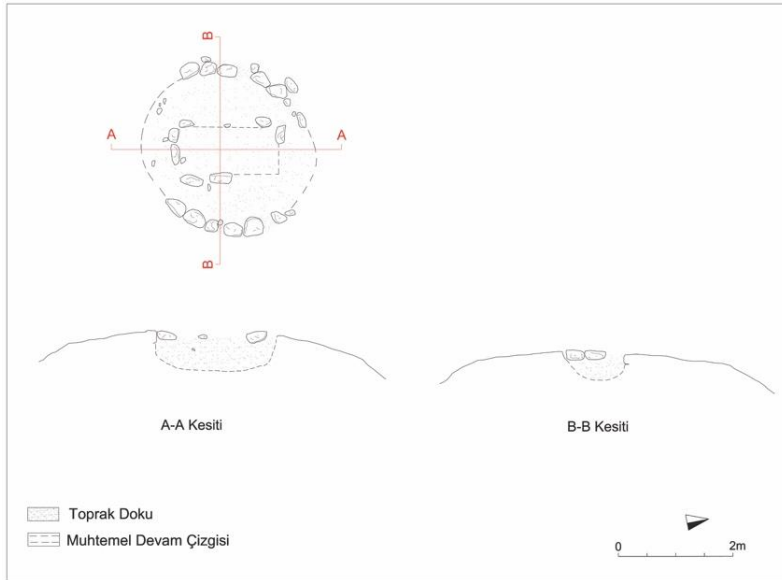 B
A A
B
A-A Kesiti
B-B Kesiti
Toprak Doku
Muhtemel Devam Çizgisi
0 2m